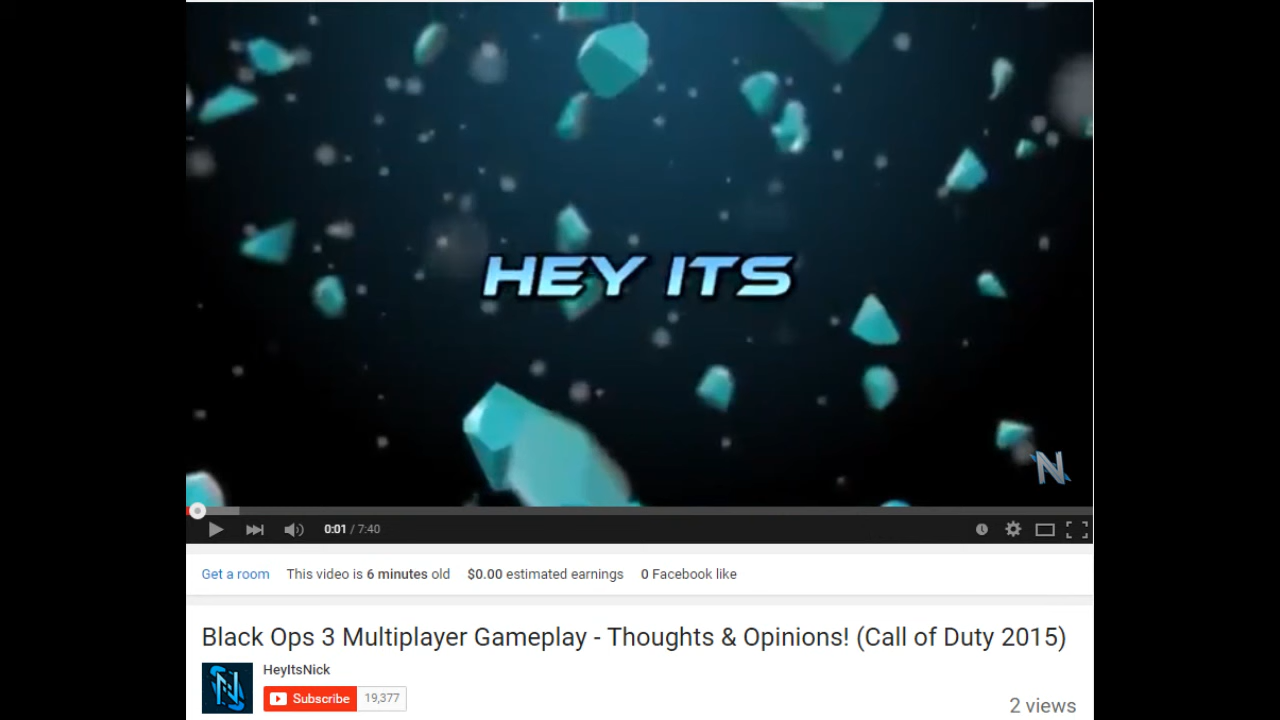 HEY ITS
N
0:01 / 7:40
Get a room This video is 6 minutes old $0.00 estimated earnings 0 Facebook like
Black Ops 3 Multiplayer Gameplay - Thoughts & Opinions! (Call of Duty 2015)
N
HeyItsNick
Subscribe 19,377
2 views